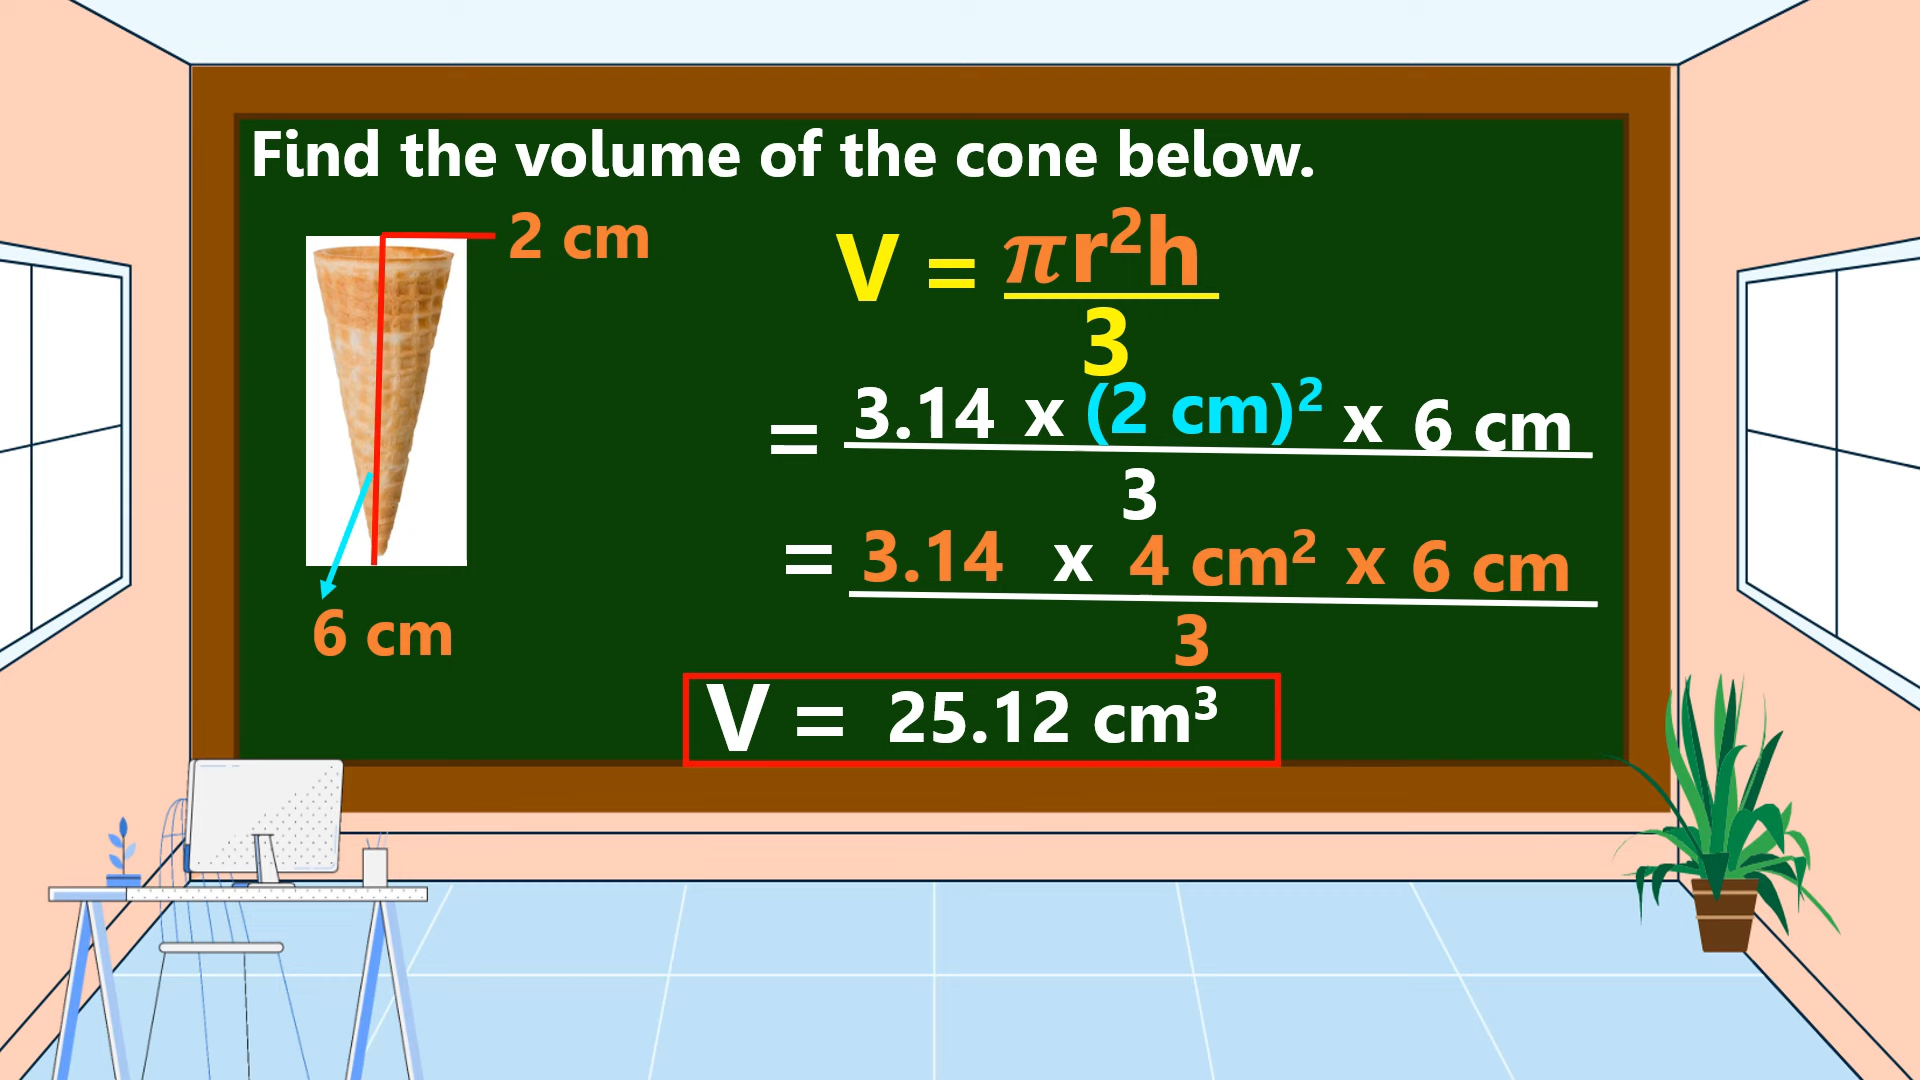 Find the volume of the cone below.
2 cm
6 cm
V = πr²h
3
= 3.14 x (2 cm)² x 6 cm
3
= 3.14 x 4 cm² x 6 cm
3
V = 25.12 cm³